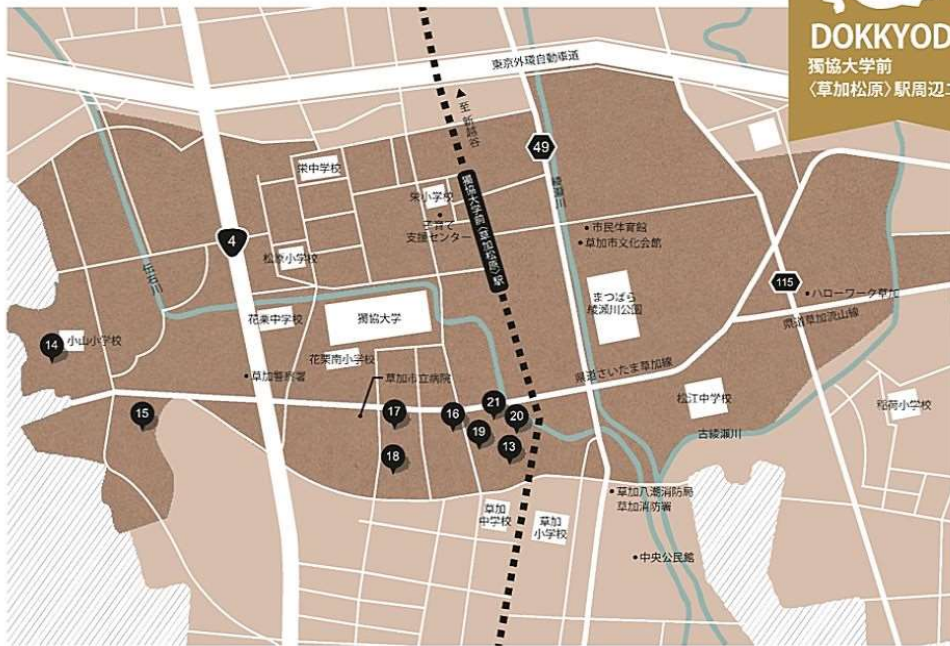 DOKKYOD
獨協大学前
〈草加松原〉駅周辺
東京外環自動車道
▲至 新越谷
49
栄中学校
栄小学校
子育て
支援センター
獨協大学前〈草加松原〉駅
綾瀬川
市民体育館
草加市文化会館
4
松原小学校
伝右川
115
ハローワーク草加
まつばら
綾瀬川公園
県道草加流山線
獨協大学
花栗中学校
14
小山小学校
花栗南小学校
草加警察署
草加市立病院
県道さいたま草加線
松江中学校
稲荷小学校
15
17
16
21
20
19
13
18
古綾瀬川
草加八潮消防局
草加消防署
草加
中学校
草加
小学校
中央公民館